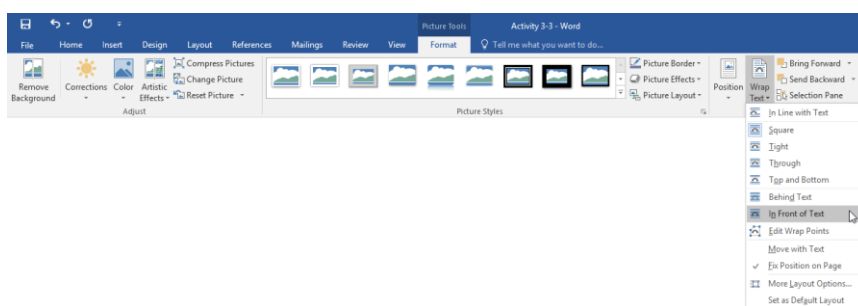 Picture Tools
Activity 3-3 - Word
File Home Insert Design Layout References Mailings Review View Format Tell me what you want to do...
Remove Background
Corrections
Color
Artistic Effects
Compress Pictures
Change Picture
Reset Picture
Adjust
Picture Styles
Picture Border
Picture Effects
Picture Layout
Position
Wrap Text
Bring Forward
Send Backward
Selection Pane
In Line with Text
Square
Tight
Through
Top and Bottom
Behind Text
In Front of Text
Edit Wrap Points
Move with Text
Fix Position on Page
More Layout Options...
Set as Default Layout